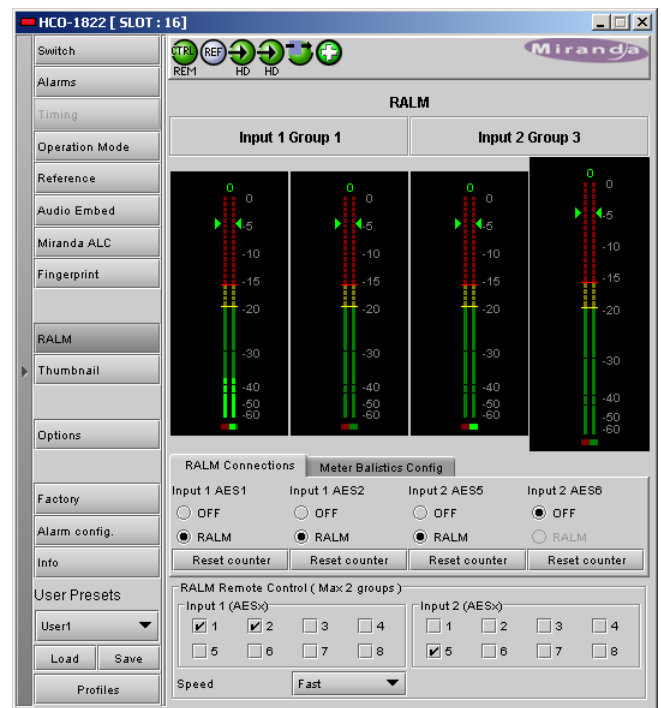 HCO-1822 [ SLOT : 16]
Switch
Alarms
Timing
Operation Mode
Reference
Audio Embed
Miranda ALC
Fingerprint
RALM
Thumbnail
Options
Factory
Alarm config.
Info
User Presets
User1
Load Save
Profiles
CTRL REF
REM HD HD
Miranda
RALM
Input 1 Group 1 Input 2 Group 3
0 0 0 0
0 0 0 0
-5 -5 -5 -5
-10 -10 -10 -10
-15 -15 -15 -15
-20 -20 -20 -20
-30 -30 -30 -30
-40 -40 -40 -40
-50 -50 -50 -50
-60 -60 -60 -60
RALM Connections Meter Balistics Config
Input 1 AES1 Input 1 AES2 Input 2 AES5 Input 2 AES6
OFF OFF OFF OFF
RALM RALM RALM RALM
Reset counter Reset counter Reset counter Reset counter
RALM Remote Control ( Max 2 groups )
Input 1 (AESx) Input 2 (AESx)
1 2 3 4 1 2 3 4
5 6 7 8 5 6 7 8
Speed Fast